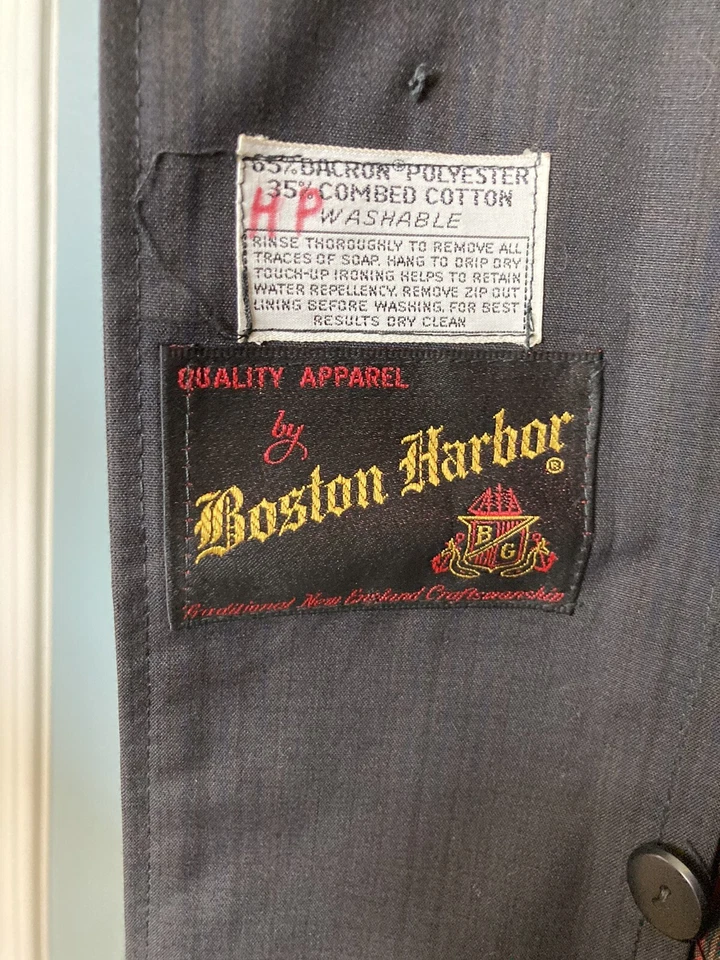 65% DACRON® POLYESTER
35% COMBED COTTON
HP
WASHABLE
RINSE THOROUGHLY TO REMOVE ALL
TRACES OF SOAP. HANG TO DRIP DRY
TOUCH-UP IRONING HELPS TO RETAIN
WATER REPELLENCY. REMOVE ZIP OUT
LINING BEFORE WASHING. FOR BEST
RESULTS DRY CLEAN
QUALITY APPAREL
by
Boston Harbor®
B G
Traditional New England Craftsmanship